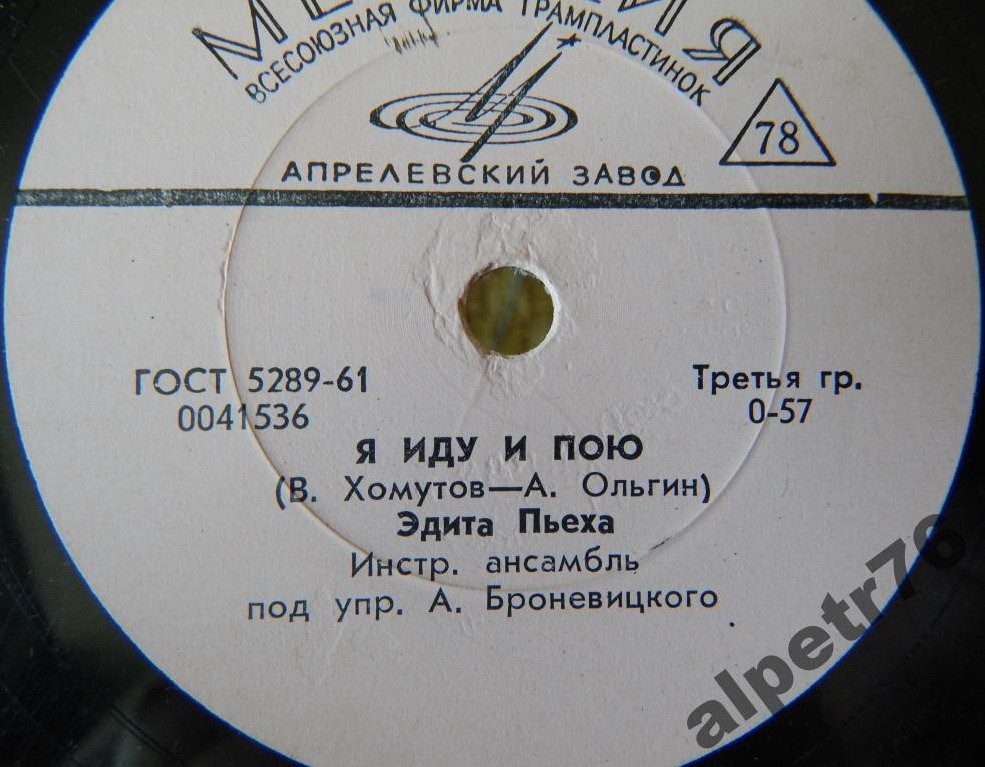 ВСЕСОЮЗНАЯ ФИРМА ГРАМПЛАСТИНОК
АПРЕЛЕВСКИЙ ЗАВОД
78
ГОСТ 5289-61
0041536
Третья гр.
0-57
Я ИДУ И ПОЮ
(В. Хомутов—А. Ольгин)
Эдита Пьеха
Инстр. ансамбль
под упр. А. Броневицкого
alpetr76